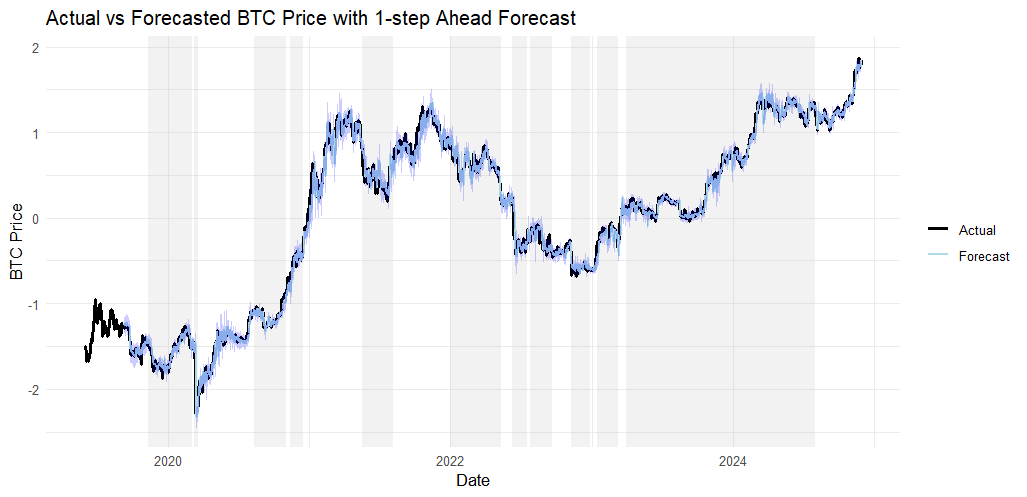 Actual vs Forecasted BTC Price with 1-step Ahead Forecast
2
1
0
-1
-2
BTC Price
2020
2022
2024
Date
Actual
Forecast